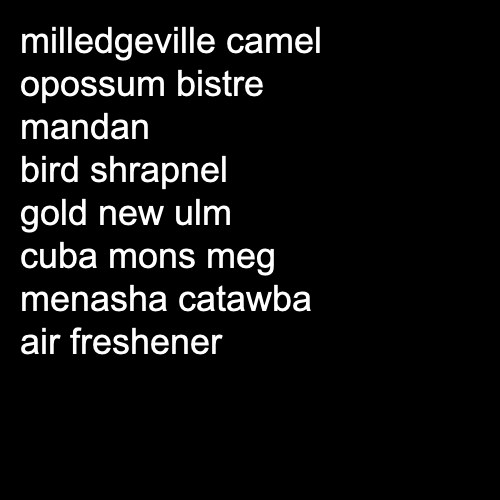 milledgeville camel
opossum bistre
mandan
bird shrapnel
gold new ulm
cuba mons meg
menasha catawba
air freshener